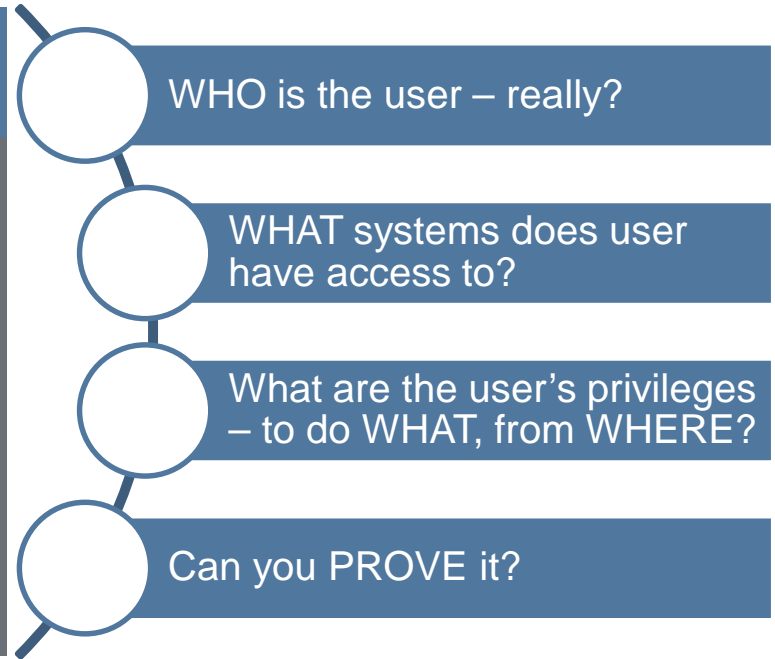 WHO is the user – really?
WHAT systems does user
have access to?
What are the user’s privileges
– to do WHAT, from WHERE?
Can you PROVE it?